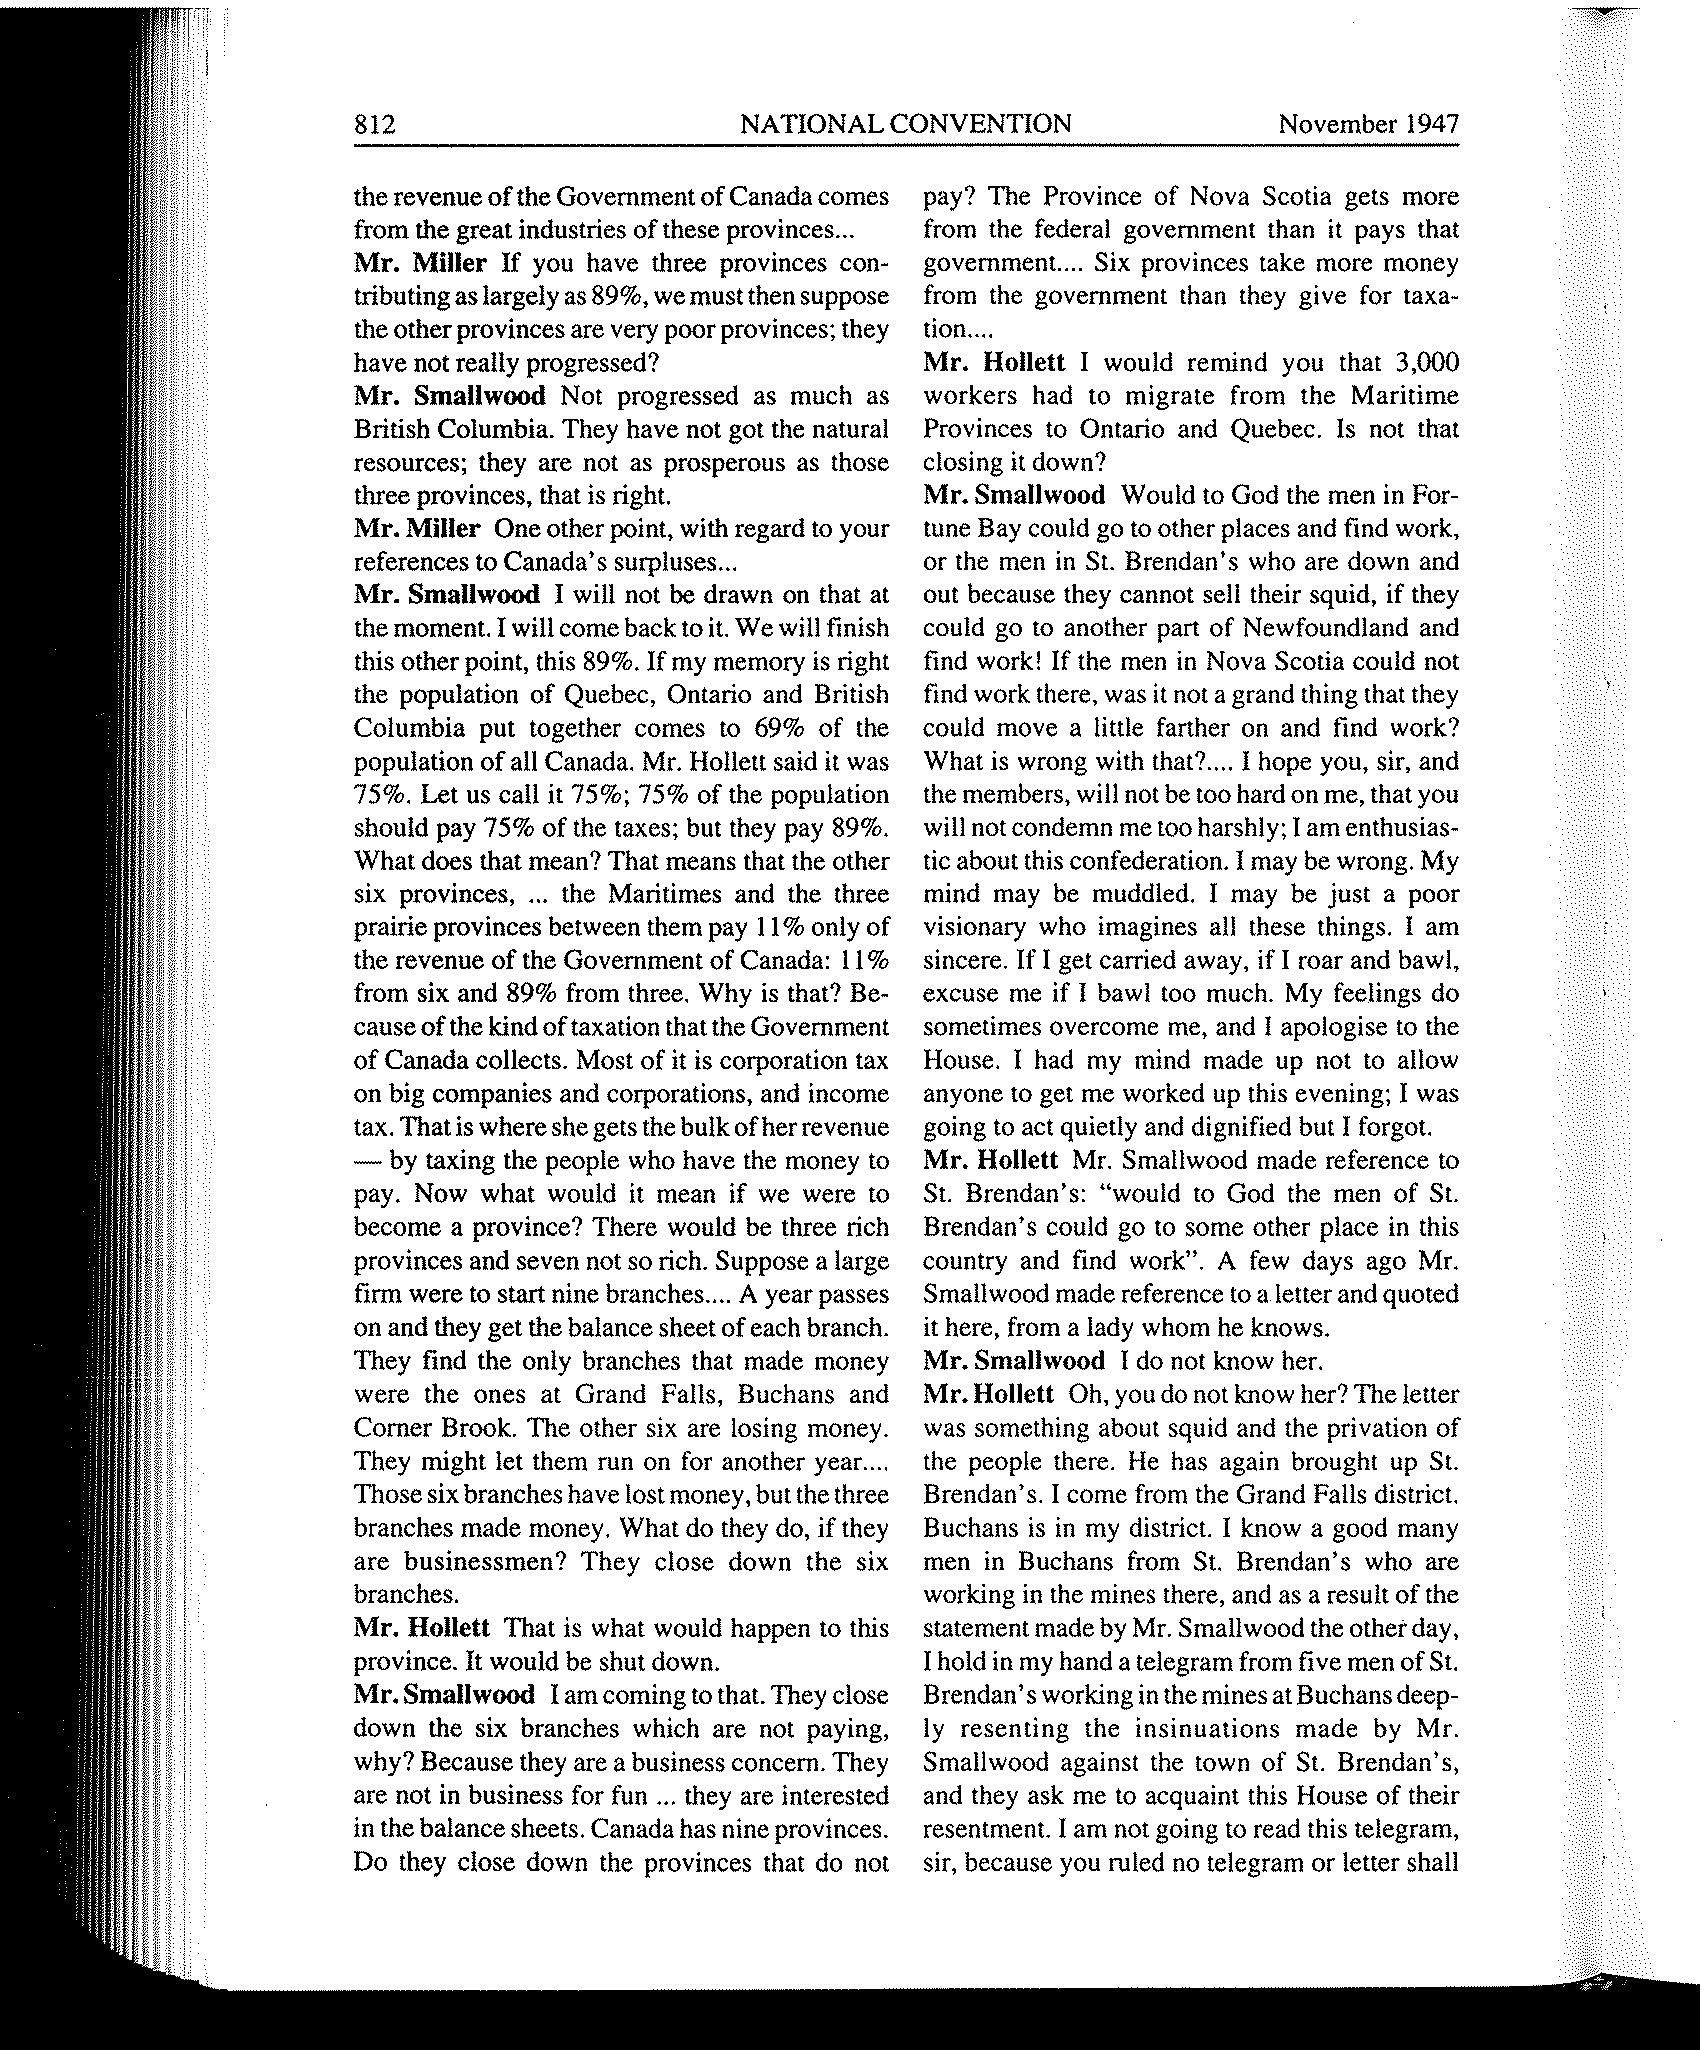 812 NATIONAL CONVENTION November 1947
the revenue of the Government of Canada comes
from the great industries of these provinces...
Mr. Miller If you have three provinces con-
tributing as largely as 89%, we must then suppose
the other provinces are very poor provinces; they
have not really progressed?
Mr. Smallwood Not progressed as much as
British Columbia. They have not got the natural
resources; they are not as prosperous as those
three provinces, that is right.
Mr. Miller One other point, with regard to your
references to Canada's surpluses...
Mr. Smallwood I will not be drawn on that at
the moment. I will come back to it. We will finish
this other point, this 89%. If my memory is right
the population of Quebec, Ontario and British
Columbia put together comes to 69% of the
population of all Canada. Mr. Hollett said it was
75%. Let us call it 75%; 75% of the population
should pay 75% of the taxes; but they pay 89%.
What does that mean? That means that the other
six provinces, ... the Maritimes and the three
prairie provinces between them pay 11% only of
the revenue of the Government of Canada: 11%
from six and 89% from three. Why is that? Be-
cause of the kind of taxation that the Government
of Canada collects. Most of it is corporation tax
on big companies and corporations, and income
tax. That is where she gets the bulk of her revenue
— by taxing the people who have the money to
pay. Now what would it mean if we were to
become a province? There would be three rich
provinces and seven not so rich. Suppose a large
firm were to start nine branches.... A year passes
on and they get the balance sheet of each branch.
They find the only branches that made money
were the ones at Grand Falls, Buchans and
Corner Brook. The other six are losing money.
They might let them run on for another year....
Those six branches have lost money, but the three
branches made money. What do they do, if they
are businessmen? They close down the six
branches.
Mr. Hollett That is what would happen to this
province. It would be shut down.
Mr. Smallwood I am coming to that. They close
down the six branches which are not paying,
why? Because they are a business concern. They
are not in business for fun ... they are interested
in the balance sheets. Canada has nine provinces.
Do they close down the provinces that do not
pay? The Province of Nova Scotia gets more
from the federal government than it pays that
government.... Six provinces take more money
from the government than they give for taxa-
tion....
Mr. Hollett I would remind you that 3,000
workers had to migrate from the Maritime
Provinces to Ontario and Quebec. Is not that
closing it down?
Mr. Smallwood Would to God the men in For-
tune Bay could go to other places and find work,
or the men in St. Brendan's who are down and
out because they cannot sell their squid, if they
could go to another part of Newfoundland and
find work! If the men in Nova Scotia could not
find work there, was it not a grand thing that they
could move a little farther on and find work?
What is wrong with that?.... I hope you, sir, and
the members, will not be too hard on me, that you
will not condemn me too harshly; I am enthusias-
tic about this confederation. I may be wrong. My
mind may be muddled. I may be just a poor
visionary who imagines all these things. I am
sincere. If I get carried away, if I roar and bawl,
excuse me if I bawl too much. My feelings do
sometimes overcome me, and I apologise to the
House. I had my mind made up not to allow
anyone to get me worked up this evening; I was
going to act quietly and dignified but I forgot.
Mr. Hollett Mr. Smallwood made reference to
St. Brendan's: "would to God the men of St.
Brendan's could go to some other place in this
country and find work". A few days ago Mr.
Smallwood made reference to a letter and quoted
it here, from a lady whom he knows.
Mr. Smallwood I do not know her.
Mr. Hollett Oh, you do not know her? The letter
was something about squid and the privation of
the people there. He has again brought up St.
Brendan's. I come from the Grand Falls district.
Buchans is in my district. I know a good many
men in Buchans from St. Brendan's who are
working in the mines there, and as a result of the
statement made by Mr. Smallwood the other day,
I hold in my hand a telegram from five men of St.
Brendan's working in the mines at Buchans deep-
ly resenting the insinuations made by Mr.
Smallwood against the town of St. Brendan's,
and they ask me to acquaint this House of their
resentment. I am not going to read this telegram,
sir, because you ruled no telegram or letter shall